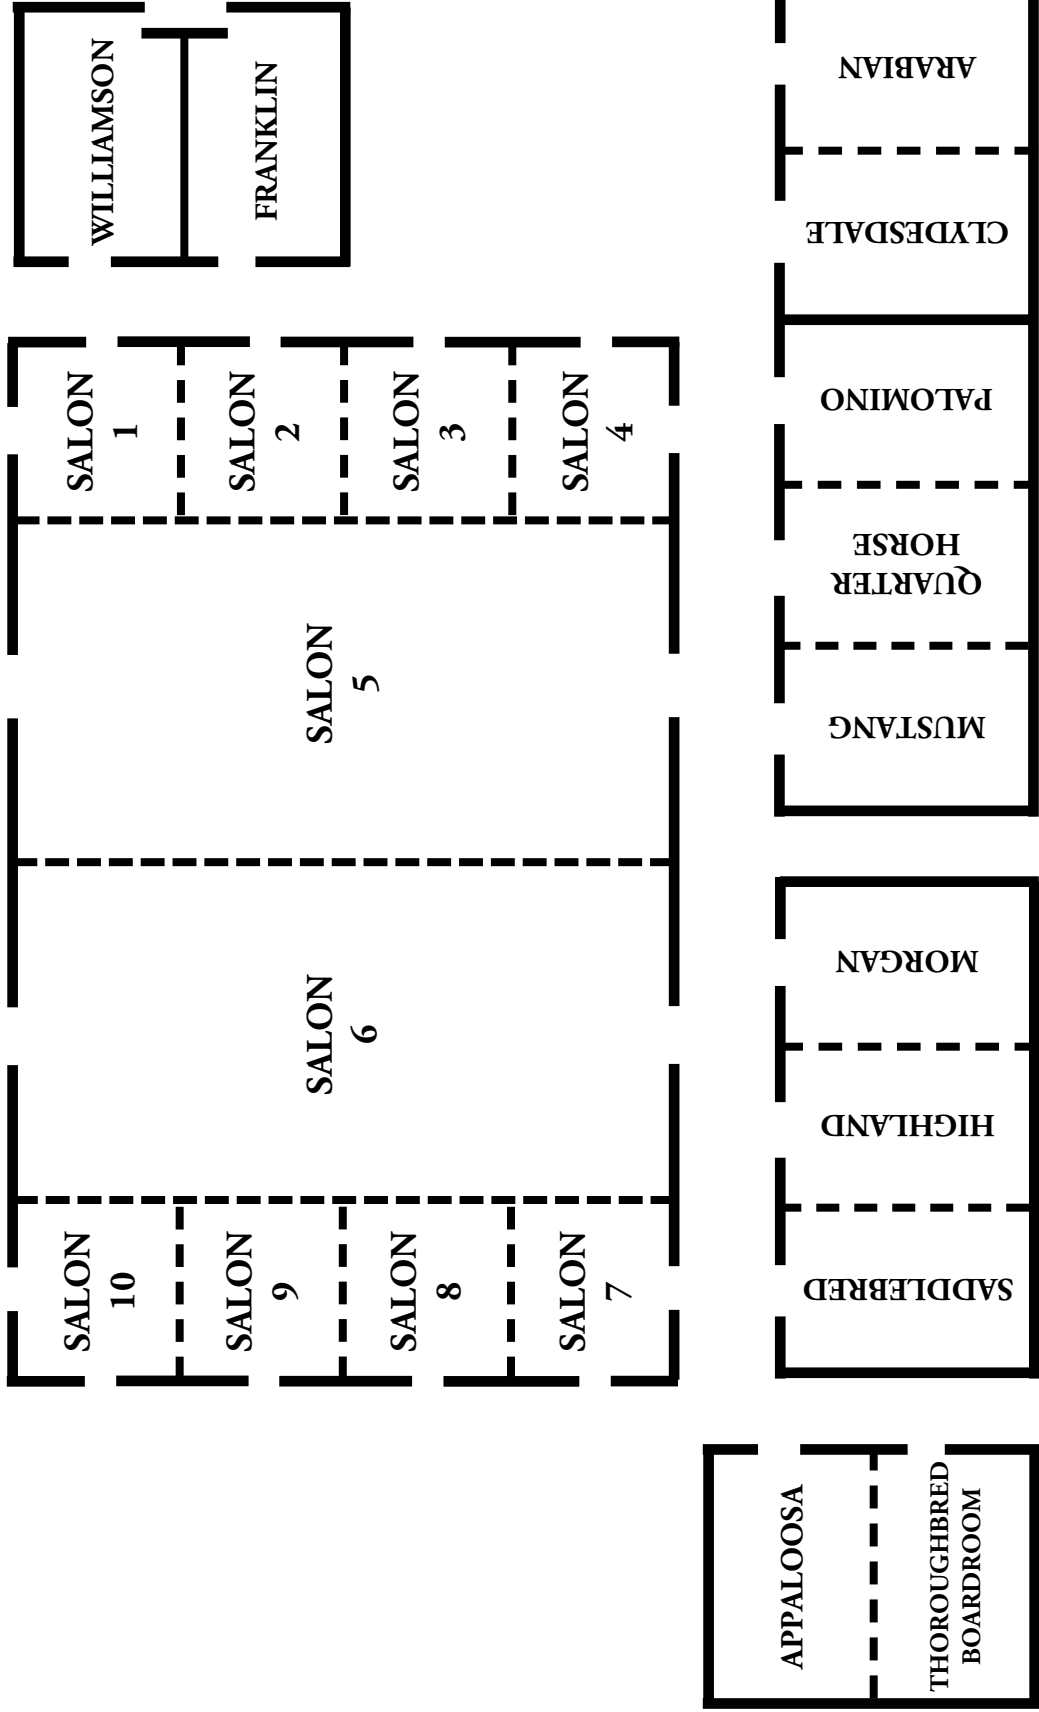 WILLIAMSON
FRANKLIN
ARABIAN
CLYDESDALE
PALOMINO
QUARTER
HORSE
MUSTANG
SALON
1
SALON
2
SALON
3
SALON
4
SALON
5
SALON
6
SALON
10
SALON
9
SALON
8
SALON
7
MORGAN
HIGHLAND
SADDLEBRED
APPALOOSA
THOROUGHBRED
BOARDROOM